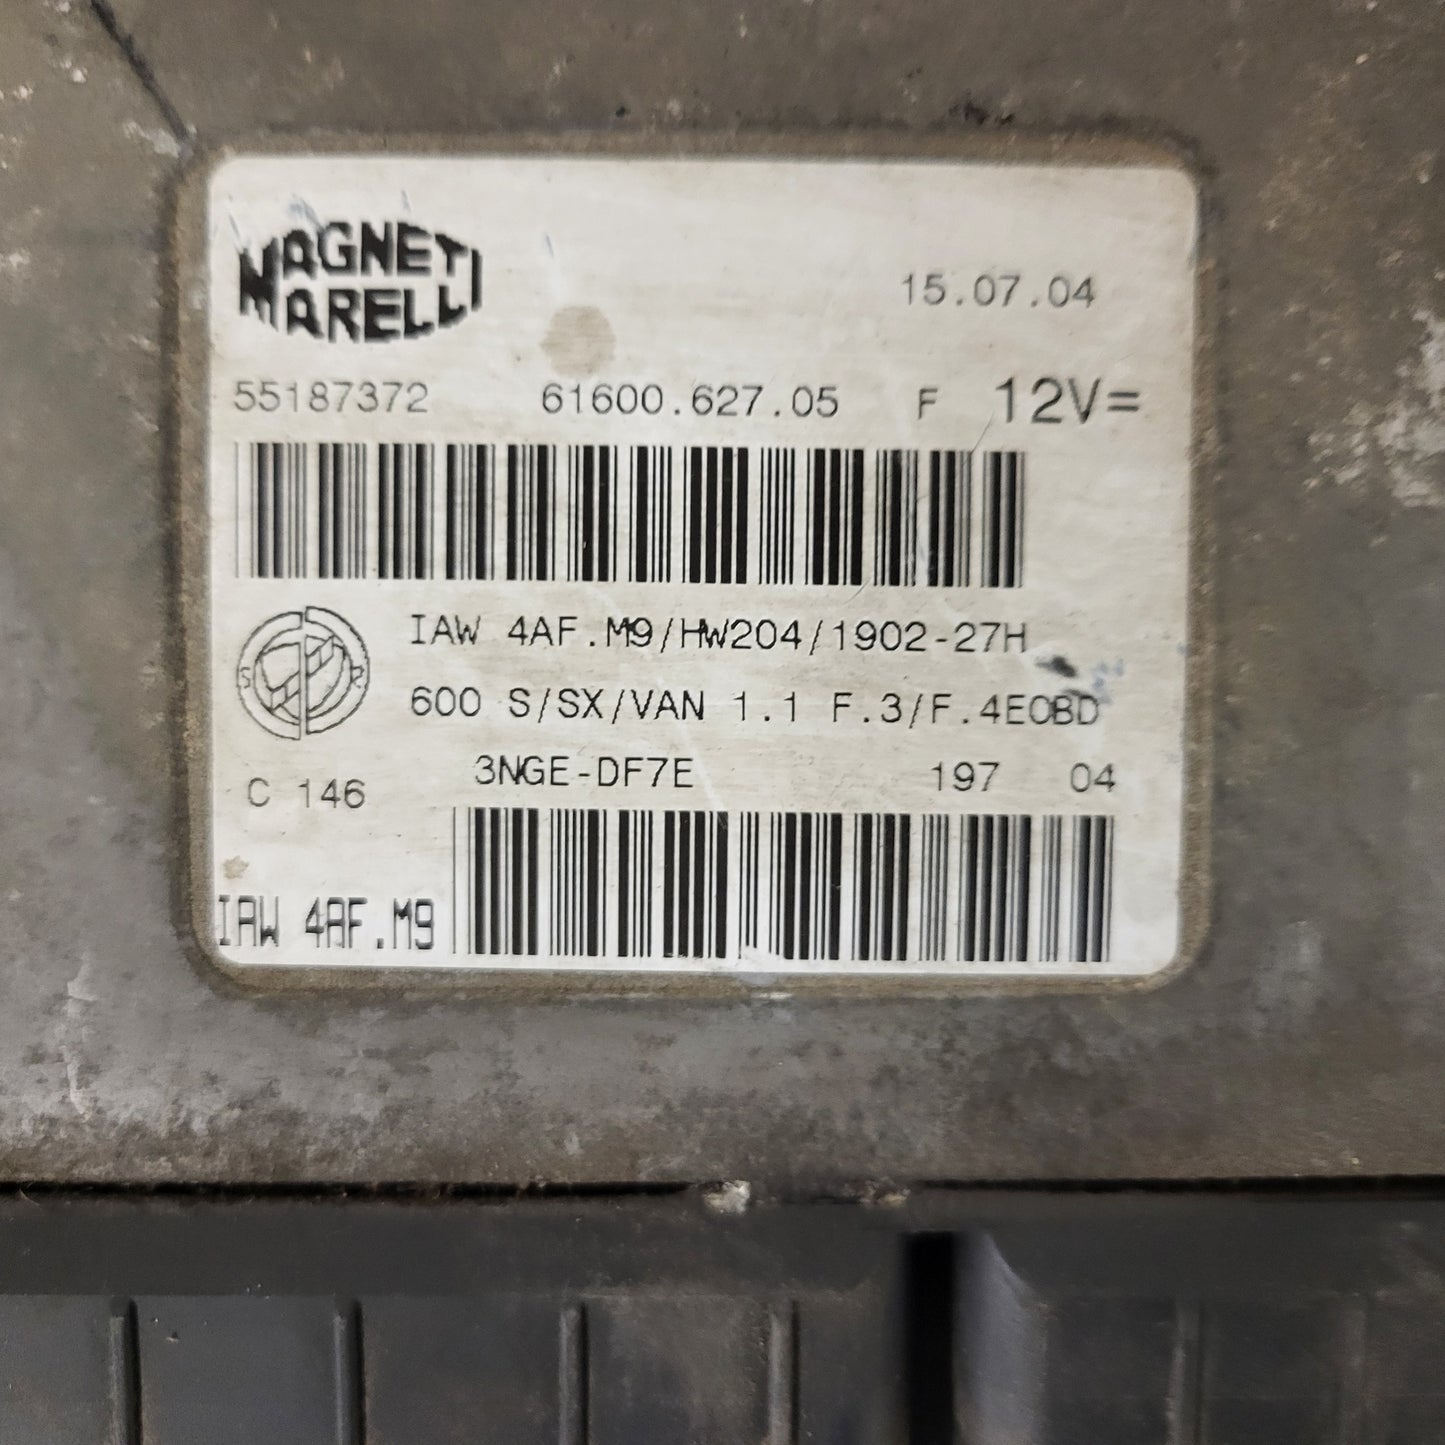 MAGNETI
MARELLI
15.07.04
55187372 61600.627.05 F 12V=
IAW 4AF.M9/HW204/1902-27H
S R
600 S/SX/VAN 1.1 F.3/F.4EOBD
3NGE-DF7E 197 04
C 146
IAW 4AF.M9